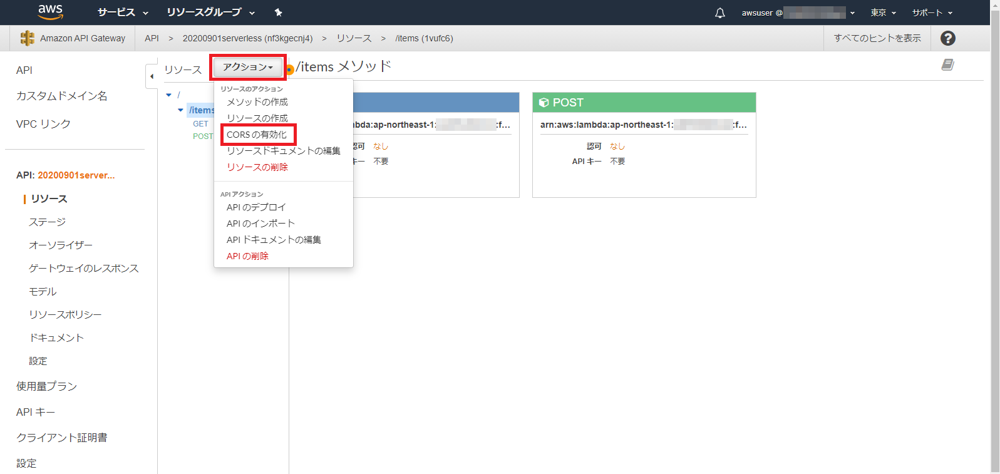 aws サービス リソースグループ awsuser @ 東京 サポート
Amazon API Gateway API > 20200901serverless (nf3kgecnj4) > リソース > /items (1vufc6) すべてのヒントを表示 ?
API
カスタムドメイン名
VPC リンク
API: 20200901server...
リソース
ステージ
オーソライザー
ゲートウェイのレスポンス
モデル
リソースポリシー
ドキュメント
設定
使用量プラン
API キー
クライアント証明書
設定
リソース アクション
/
/items
GET
POST
リソースのアクション
メソッドの作成
リソースの作成
CORS の有効化
リソースドキュメントの編集
リソースの削除
API アクション
API のデプロイ
API のインポート
API ドキュメントの編集
API の削除
/items メソッド
bda:ap-northeast-1: :f...
認可 なし
キー 不要
POST
arn:aws:lambda:ap-northeast-1: :f...
認可 なし
API キー 不要